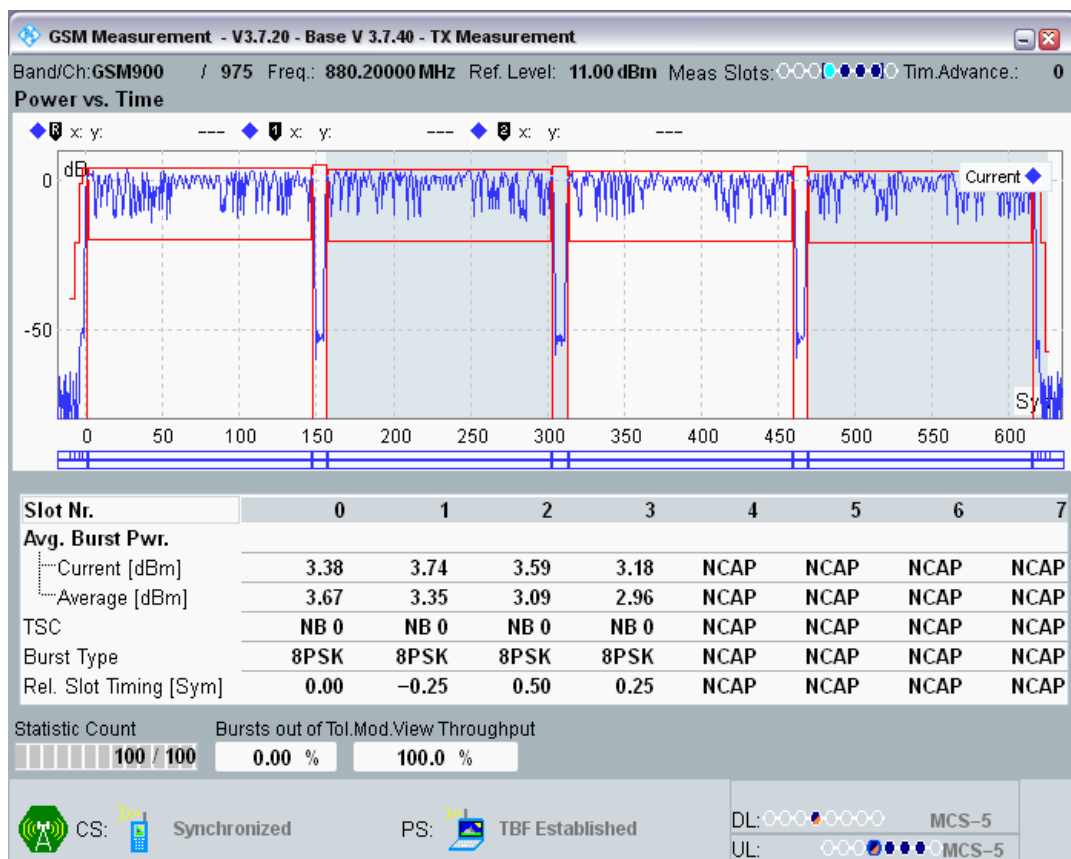 GSM Measurement - V3.7.20 - Base V 3.7.40 - TX Measurement
Band/Ch:GSM900 / 975 Freq.: 880.20000 MHz Ref. Level: 11.00 dBm Meas Slots: Tim.Advance.: 0
Power vs. Time
R x: y: --- 1 x: y: --- 2 x: y: ---
dB
Current
0
-50
Sy
0 50 100 150 200 250 300 350 400 450 500 550 600
Slot Nr. 0 1 2 3 4 5 6 7
Avg. Burst Pwr.
Current [dBm] 3.38 3.74 3.59 3.18 NCAP NCAP NCAP NCAP
Average [dBm] 3.67 3.35 3.09 2.96 NCAP NCAP NCAP NCAP
TSC NB 0 NB 0 NB 0 NB 0 NCAP NCAP NCAP NCAP
Burst Type 8PSK 8PSK 8PSK 8PSK NCAP NCAP NCAP NCAP
Rel. Slot Timing [Sym] 0.00 −0.25 0.50 0.25 NCAP NCAP NCAP NCAP
Statistic Count Bursts out of Tol.Mod.View Throughput
100 / 100 0.00 % 100.0 %
CS: Synchronized PS: TBF Established DL: MCS−5
UL: MCS−5